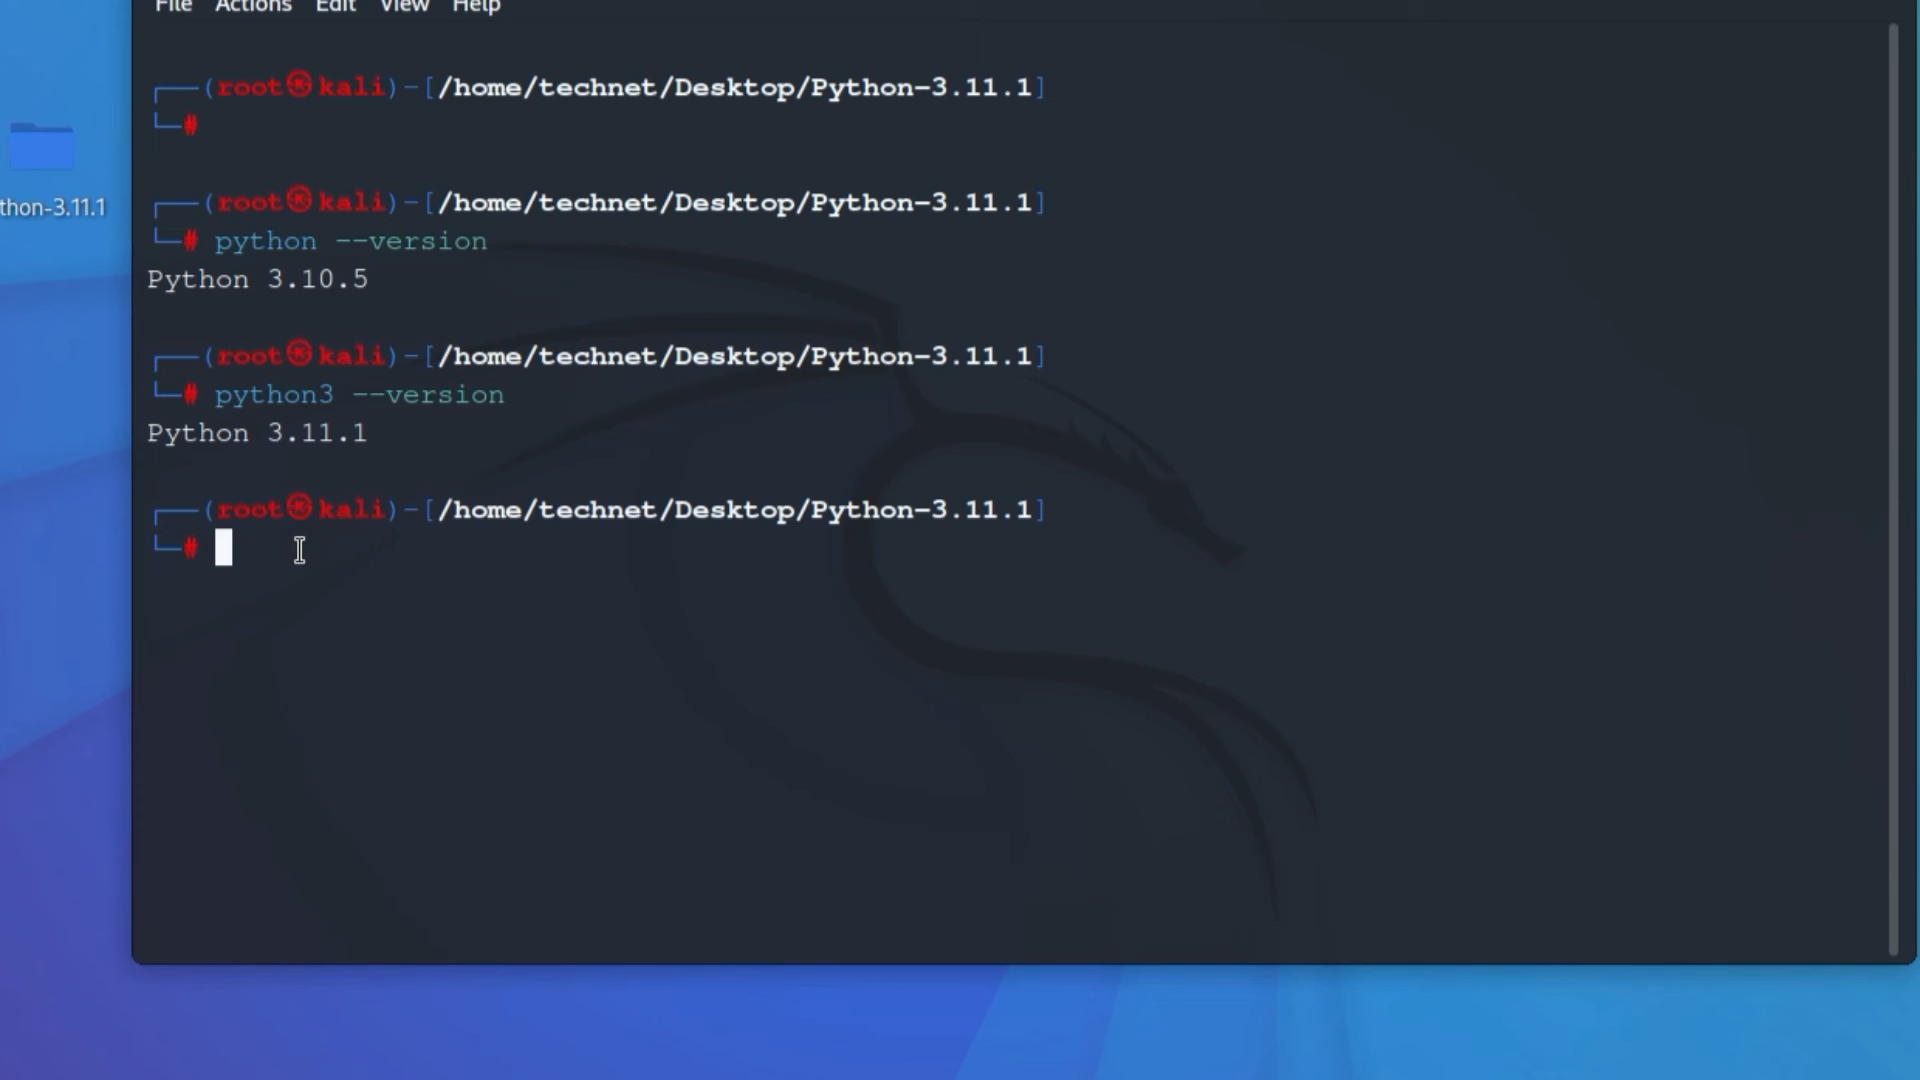 File Actions Edit View Help
┌──(root㉿kali)-[/home/technet/Desktop/Python-3.11.1]
└─#
thon-3.11.1
┌──(root㉿kali)-[/home/technet/Desktop/Python-3.11.1]
└─# python --version
Python 3.10.5
┌──(root㉿kali)-[/home/technet/Desktop/Python-3.11.1]
└─# python3 --version
Python 3.11.1
┌──(root㉿kali)-[/home/technet/Desktop/Python-3.11.1]
└─#